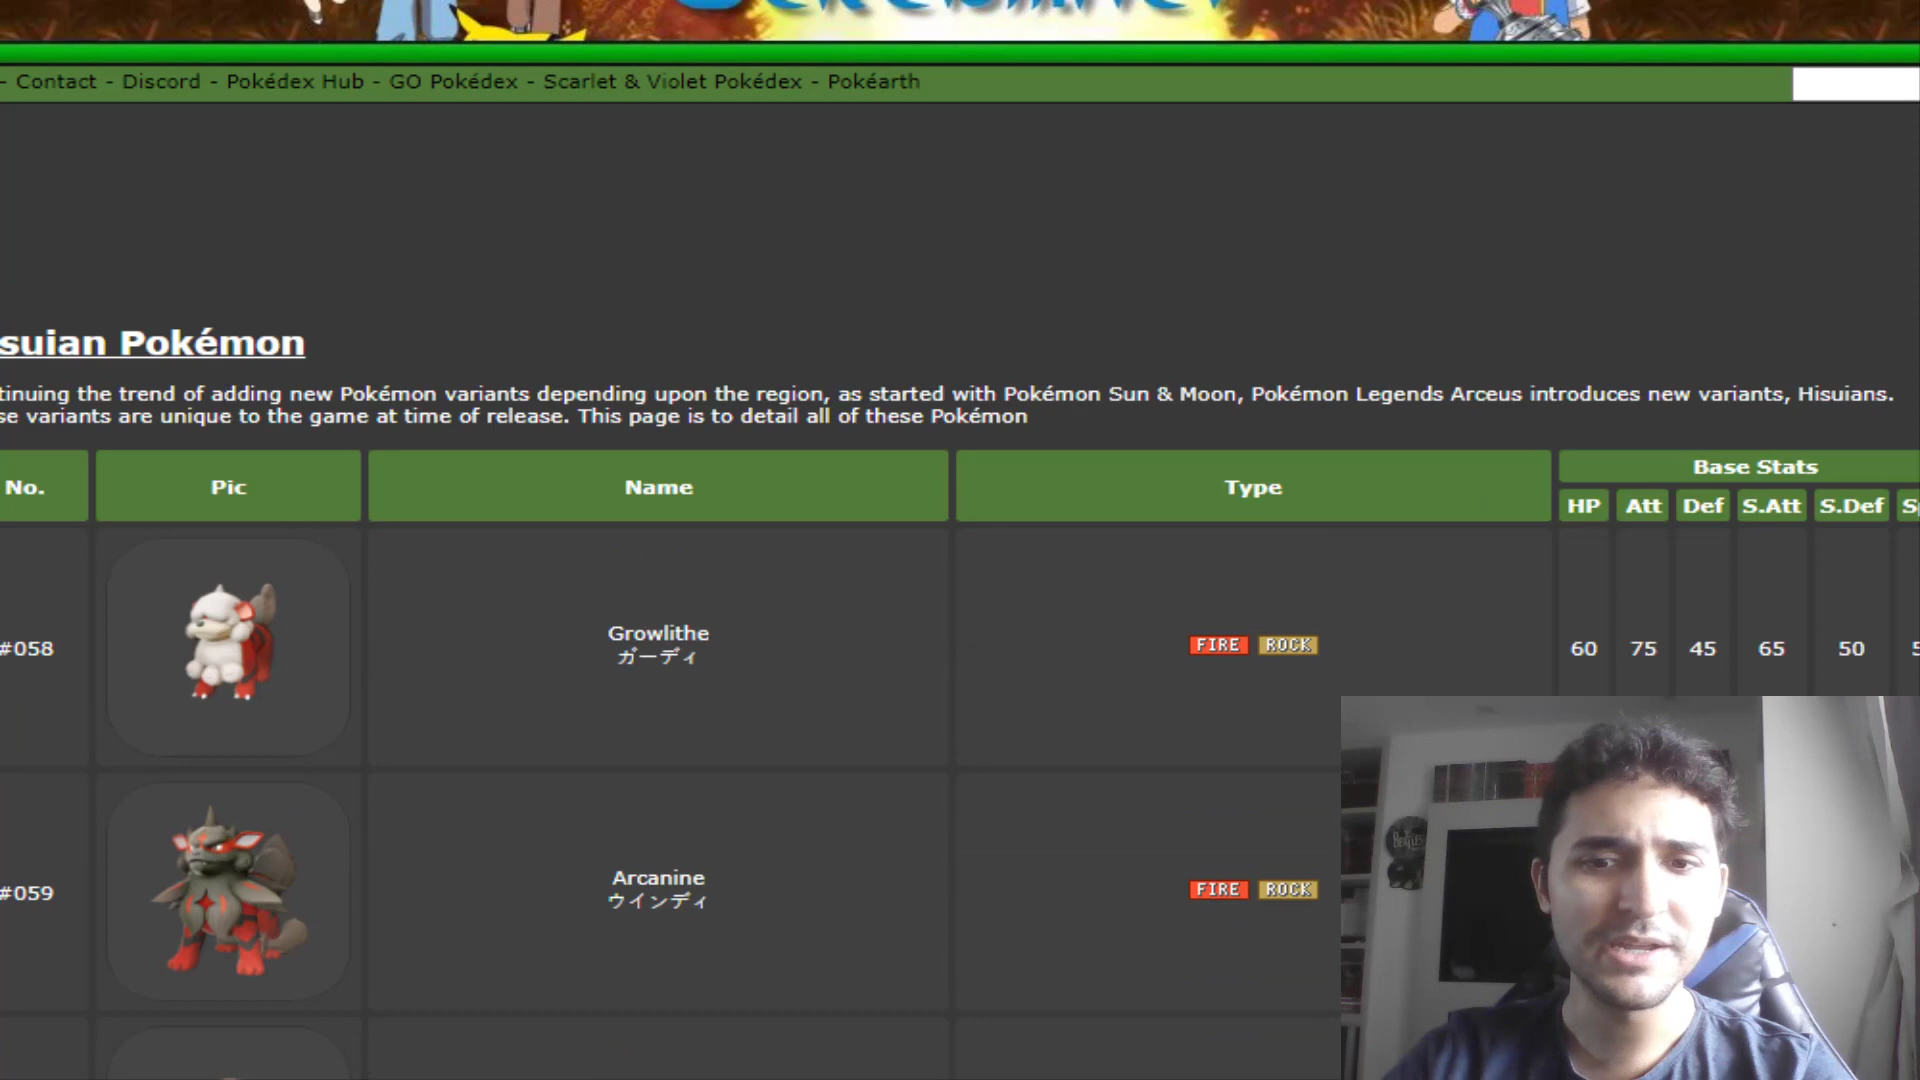 - Contact - Discord - Pokédex Hub - GO Pokédex - Scarlet & Violet Pokédex - Pokéarth
suian Pokémon
tinuing the trend of adding new Pokémon variants depending upon the region, as started with Pokémon Sun & Moon, Pokémon Legends Arceus introduces new variants, Hisuians.
se variants are unique to the game at time of release. This page is to detail all of these Pokémon
No. Pic Name Type Base Stats
HP Att Def S.Att S.Def
#058 Growlithe FIRE ROCK 60 75 45 65 50
ガーディ
#059 Arcanine FIRE ROCK
ウインディ